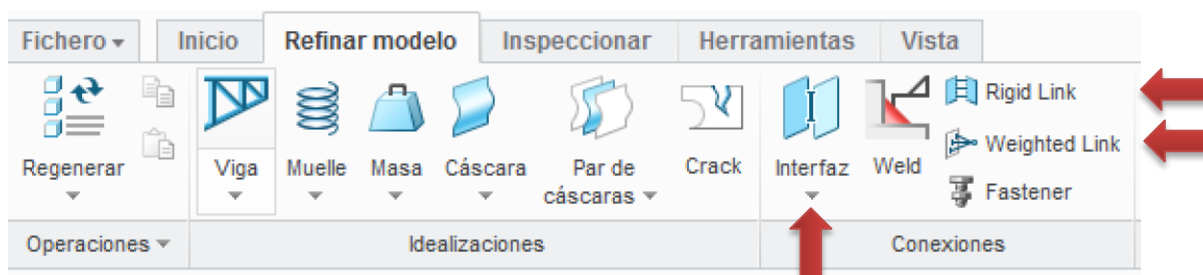 Fichero Inicio Refinar modelo Inspeccionar Herramientas Vista
Rigid Link
Weighted Link
Regenerar Viga Muelle Masa Cáscara Par de cáscaras Crack Interfaz Weld
Fastener
Operaciones Idealizaciones Conexiones